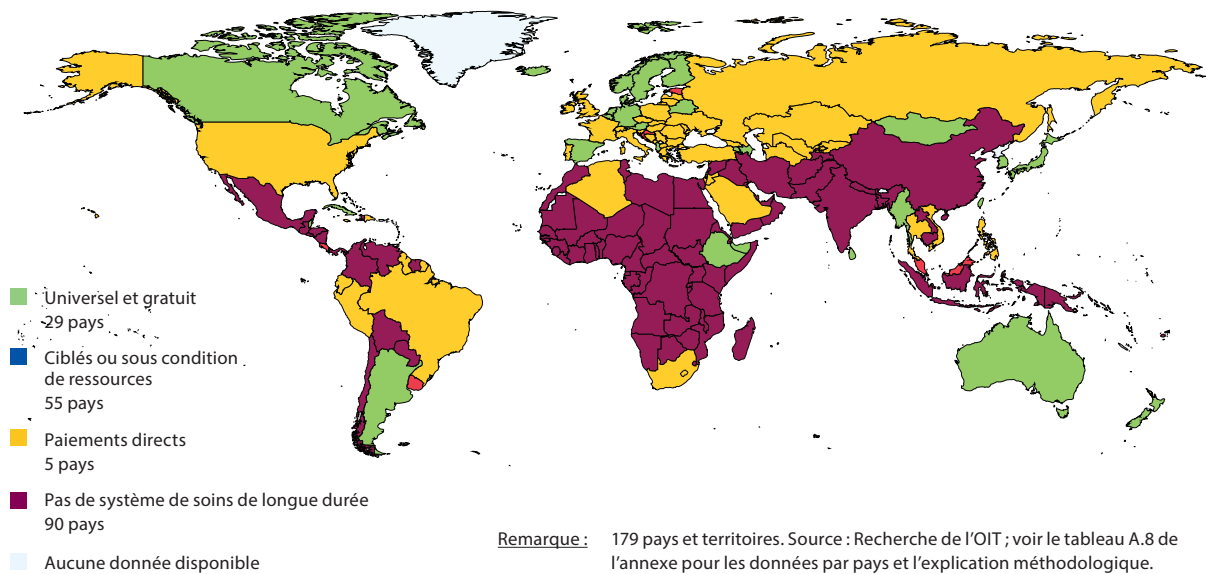 Universel et gratuit
29 pays
Ciblés ou sous condition
de ressources
55 pays
Paiements directs
5 pays
Pas de système de soins de longue durée
90 pays
Aucune donnée disponible
Remarque : 179 pays et territoires. Source : Recherche de l'OIT ; voir le tableau A.8 de
l'annexe pour les données par pays et l'explication méthodologique.